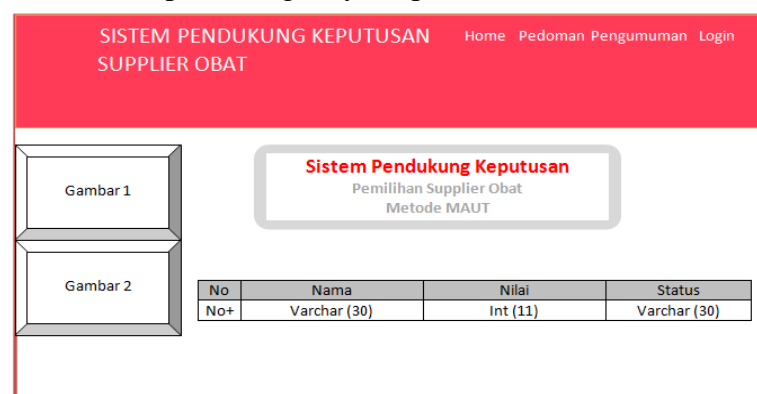 SISTEM PENDUKUNG KEPUTUSAN
SUPPLIER OBAT
Home Pedoman Pengumuman Login
Gambar 1
Sistem Pendukung Keputusan
Pemilihan Supplier Obat
Metode MAUT
Gambar 2
No Nama Nilai Status
No+ Varchar (30) Int (11) Varchar (30)